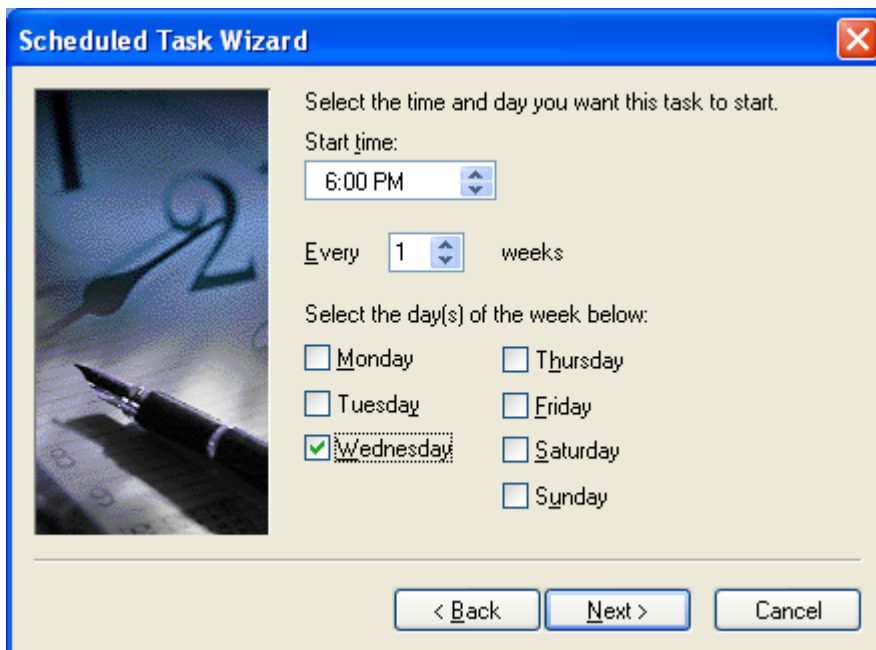 Scheduled Task Wizard
Select the time and day you want this task to start.
Start time:
6:00 PM
Every 1 weeks
Select the day(s) of the week below:
Monday
Thursday
Tuesday
Friday
Wednesday
Saturday
Sunday
< Back
Next >
Cancel